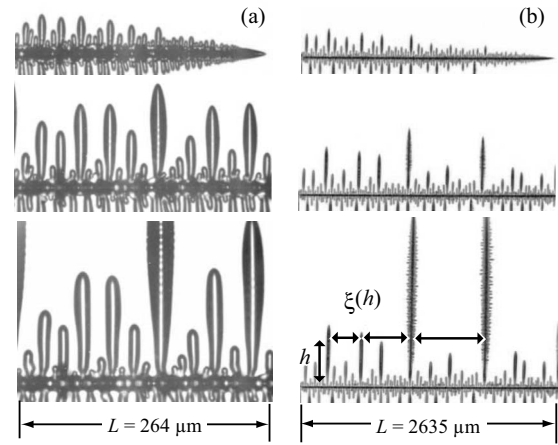 (a)
(b)
ξ(h)
h
L = 264 µm
L = 2635 µm